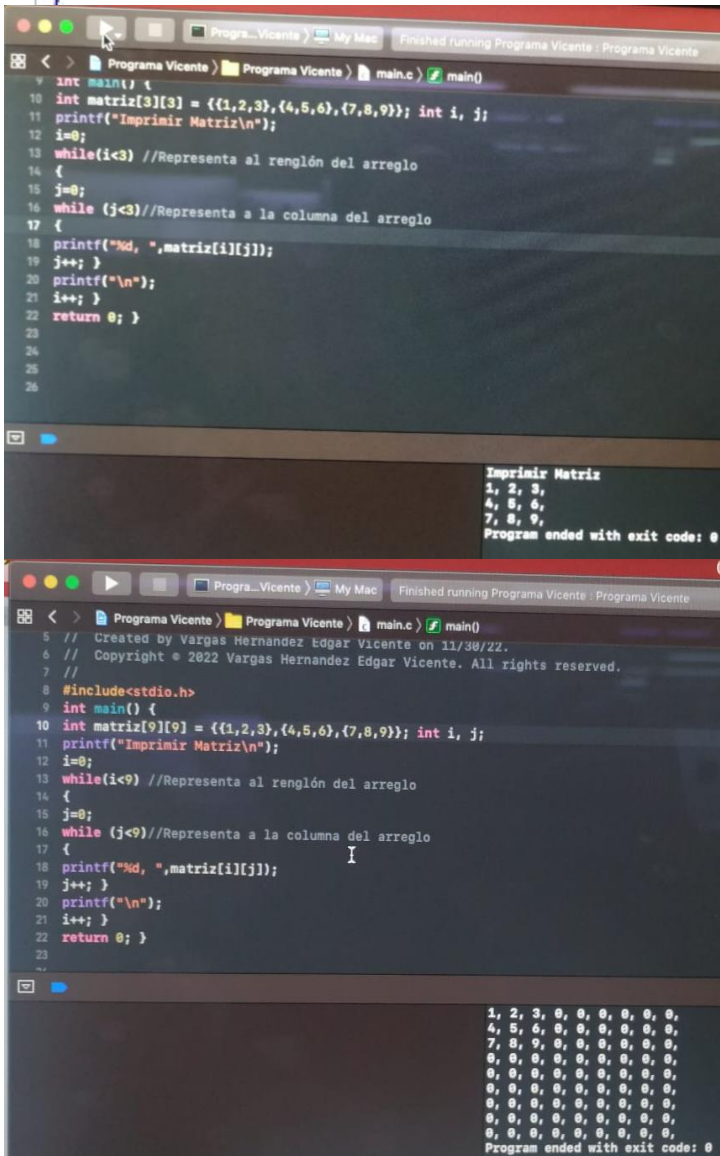 Progra...Vicente 〉 My Mac
Finished running Programa Vicente : Programa Vicente
Programa Vicente 〉 Programa Vicente 〉 main.c 〉 main()
9 int main() {
10 int matriz[3][3] = {{1,2,3},{4,5,6},{7,8,9}}; int i, j;
11 printf("Imprimir Matriz\n");
12 i=0;
13 while(i<3) //Representa al renglón del arreglo
14 {
15 j=0;
16 while (j<3)//Representa a la columna del arreglo
17 {
18 printf("%d, ",matriz[i][j]);
19 j++; }
20 printf("\n");
21 i++; }
22 return 0; }
23
24
25
26
Imprimir Matriz
1, 2, 3,
4, 5, 6,
7, 8, 9,
Program ended with exit code: 0
Progra...Vicente 〉 My Mac
Finished running Programa Vicente : Programa Vicente
Programa Vicente 〉 Programa Vicente 〉 main.c 〉 main()
5 // Created by Vargas Hernandez Edgar Vicente on 11/30/22.
6 // Copyright © 2022 Vargas Hernandez Edgar Vicente. All rights reserved.
7 //
8 #include<stdio.h>
9 int main() {
10 int matriz[9][9] = {{1,2,3},{4,5,6},{7,8,9}}; int i, j;
11 printf("Imprimir Matriz\n");
12 i=0;
13 while(i<9) //Representa al renglón del arreglo
14 {
15 j=0;
16 while (j<9)//Representa a la columna del arreglo
17 {
18 printf("%d, ",matriz[i][j]);
19 j++; }
20 printf("\n");
21 i++; }
22 return 0; }
23
1, 2, 3, 0, 0, 0, 0, 0, 0,
4, 5, 6, 0, 0, 0, 0, 0, 0,
7, 8, 9, 0, 0, 0, 0, 0, 0,
0, 0, 0, 0, 0, 0, 0, 0, 0,
0, 0, 0, 0, 0, 0, 0, 0, 0,
0, 0, 0, 0, 0, 0, 0, 0, 0,
0, 0, 0, 0, 0, 0, 0, 0, 0,
0, 0, 0, 0, 0, 0, 0, 0, 0,
0, 0, 0, 0, 0, 0, 0, 0, 0,
Program ended with exit code: 0